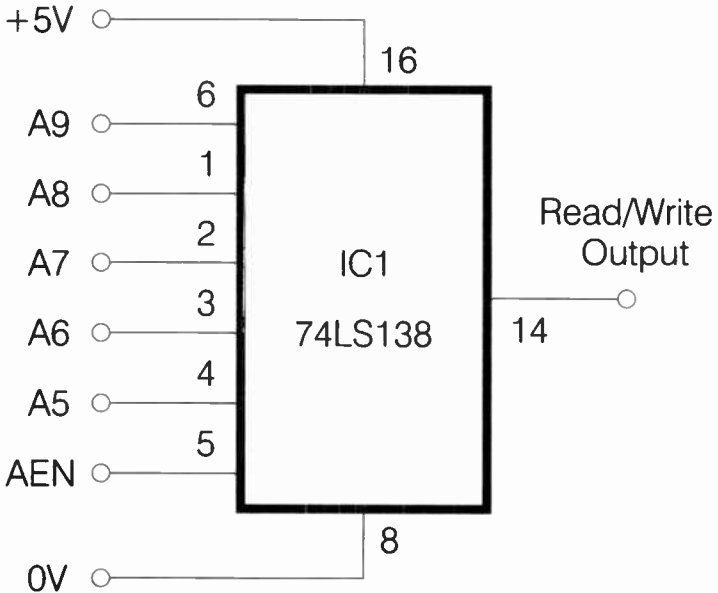 +5V
16
6
A9
1
A8
2
A7
3
A6
4
A5
5
AEN
IC1
74LS138
Read/Write
Output
14
8
0V